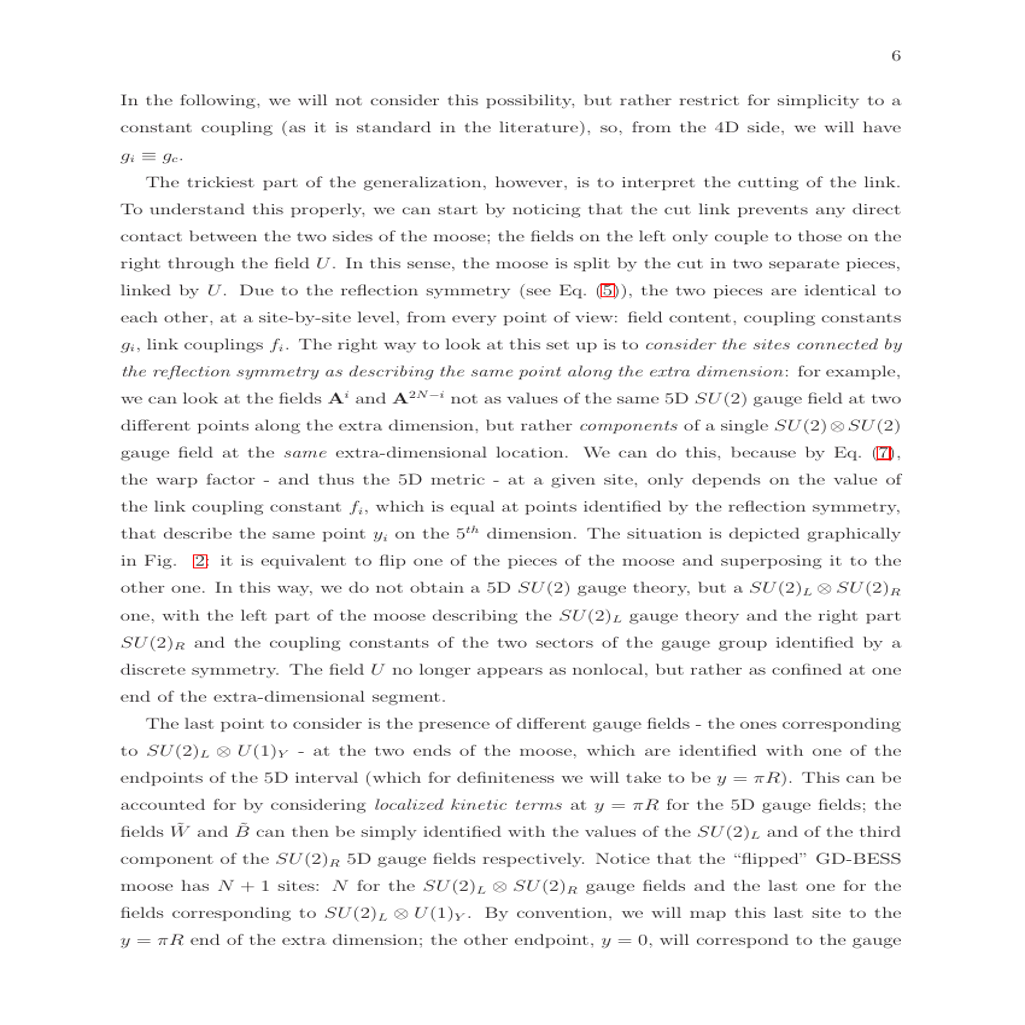 6
In the following, we will not consider this possibility, but rather restrict for simplicity to a
constant coupling (as it is standard in the literature), so, from the 4D side, we will have
g_i ≡ g_c.
The trickiest part of the generalization, however, is to interpret the cutting of the link.
To understand this properly, we can start by noticing that the cut link prevents any direct
contact between the two sides of the moose; the fields on the left only couple to those on the
right through the field U. In this sense, the moose is split by the cut in two separate pieces,
linked by U. Due to the reflection symmetry (see Eq. (5)), the two pieces are identical to
each other, at a site-by-site level, from every point of view: field content, coupling constants
g_i, link couplings f_i. The right way to look at this set up is to consider the sites connected by
the reflection symmetry as describing the same point along the extra dimension: for example,
we can look at the fields A^i and A^{2N−i} not as values of the same 5D SU(2) gauge field at two
different points along the extra dimension, but rather components of a single SU(2)⊗SU(2)
gauge field at the same extra-dimensional location. We can do this, because by Eq. (7),
the warp factor - and thus the 5D metric - at a given site, only depends on the value of
the link coupling constant f_i, which is equal at points identified by the reflection symmetry,
that describe the same point y_i on the 5^{th} dimension. The situation is depicted graphically
in Fig. 2: it is equivalent to flip one of the pieces of the moose and superposing it to the
other one. In this way, we do not obtain a 5D SU(2) gauge theory, but a SU(2)_L ⊗ SU(2)_R
one, with the left part of the moose describing the SU(2)_L gauge theory and the right part
SU(2)_R and the coupling constants of the two sectors of the gauge group identified by a
discrete symmetry. The field U no longer appears as nonlocal, but rather as confined at one
end of the extra-dimensional segment.
The last point to consider is the presence of different gauge fields - the ones corresponding
to SU(2)_L ⊗ U(1)_Y - at the two ends of the moose, which are identified with one of the
endpoints of the 5D interval (which for definiteness we will take to be y = πR). This can be
accounted for by considering localized kinetic terms at y = πR for the 5D gauge fields; the
fields W̃ and B̃ can then be simply identified with the values of the SU(2)_L and of the third
component of the SU(2)_R 5D gauge fields respectively. Notice that the “flipped” GD-BESS
moose has N + 1 sites: N for the SU(2)_L ⊗ SU(2)_R gauge fields and the last one for the
fields corresponding to SU(2)_L ⊗ U(1)_Y. By convention, we will map this last site to the
y = πR end of the extra dimension; the other endpoint, y = 0, will correspond to the gauge